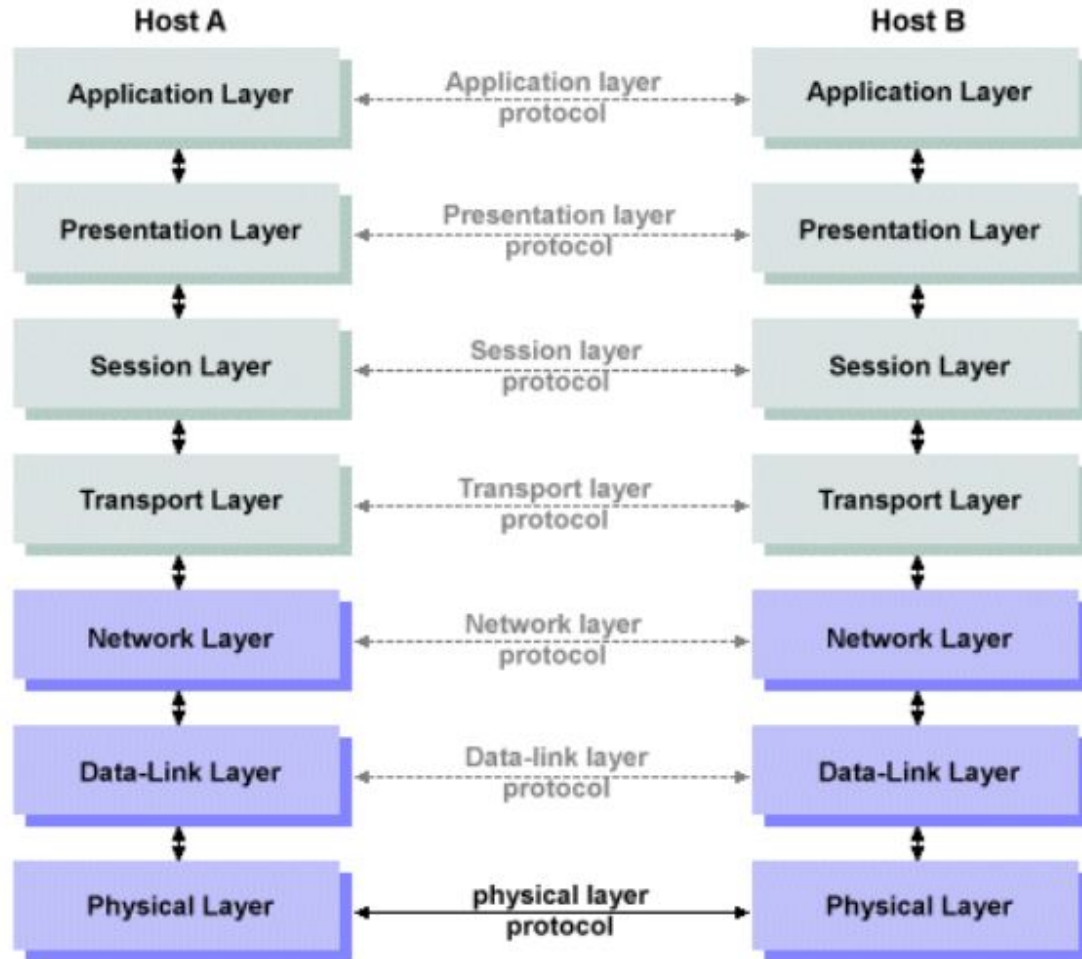 Host A
Host B
Application Layer
Application layer
protocol
Application Layer
Presentation Layer
Presentation layer
protocol
Presentation Layer
Session Layer
Session layer
protocol
Session Layer
Transport Layer
Transport layer
protocol
Transport Layer
Network Layer
Network layer
protocol
Network Layer
Data-Link Layer
Data-link layer
protocol
Data-Link Layer
Physical Layer
physical layer
protocol
Physical Layer